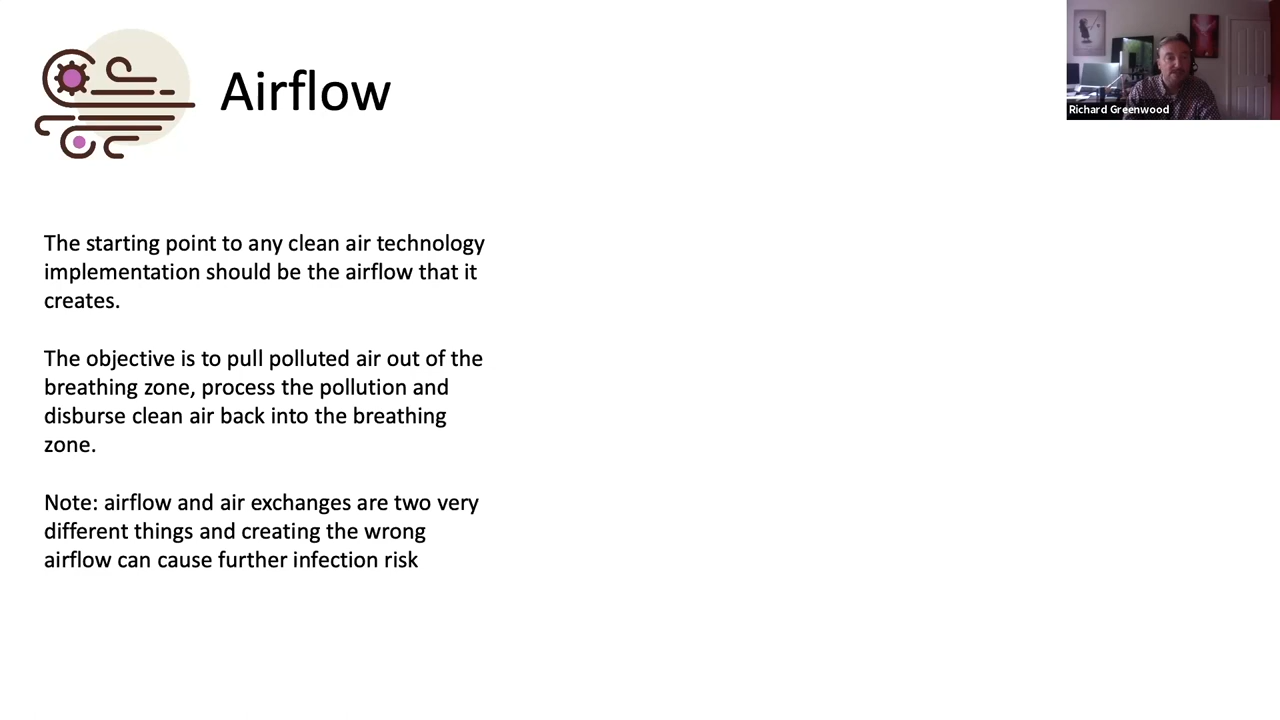 Airflow
Richard Greenwood
The starting point to any clean air technology
implementation should be the airflow that it
creates.
The objective is to pull polluted air out of the
breathing zone, process the pollution and
disburse clean air back into the breathing
zone.
Note: airflow and air exchanges are two very
different things and creating the wrong
airflow can cause further infection risk